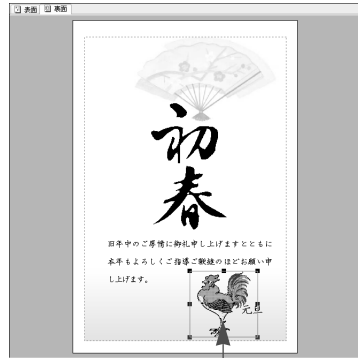 表面 裏面
初春
旧年中のご厚情に御礼申し上げますとともに
本年もよろしくご指導ご鞭撻のほどお願い申
し上げます。
元旦